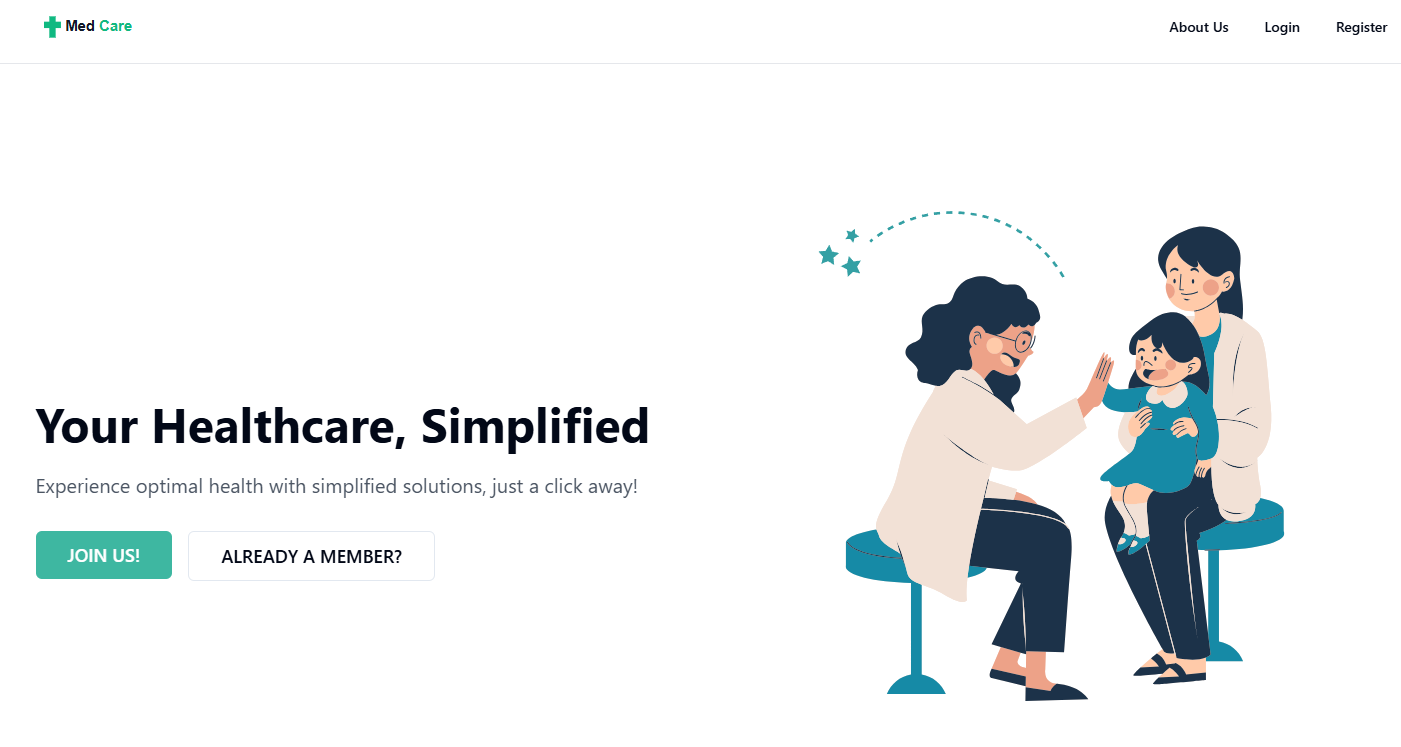 Med Care
About Us
Login
Register
Your Healthcare, Simplified
Experience optimal health with simplified solutions, just a click away!
JOIN US!
ALREADY A MEMBER?